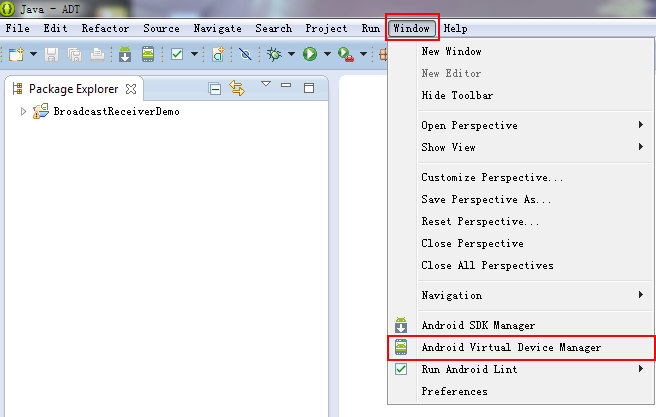 Java - ADT
File Edit Refactor Source Navigate Search Project Run Window Help
Package Explorer
BroadcastReceiverDemo
New Window
New Editor
Hide Toolbar
Open Perspective
Show View
Customize Perspective...
Save Perspective As...
Reset Perspective...
Close Perspective
Close All Perspectives
Navigation
Android SDK Manager
Android Virtual Device Manager
Run Android Lint
Preferences